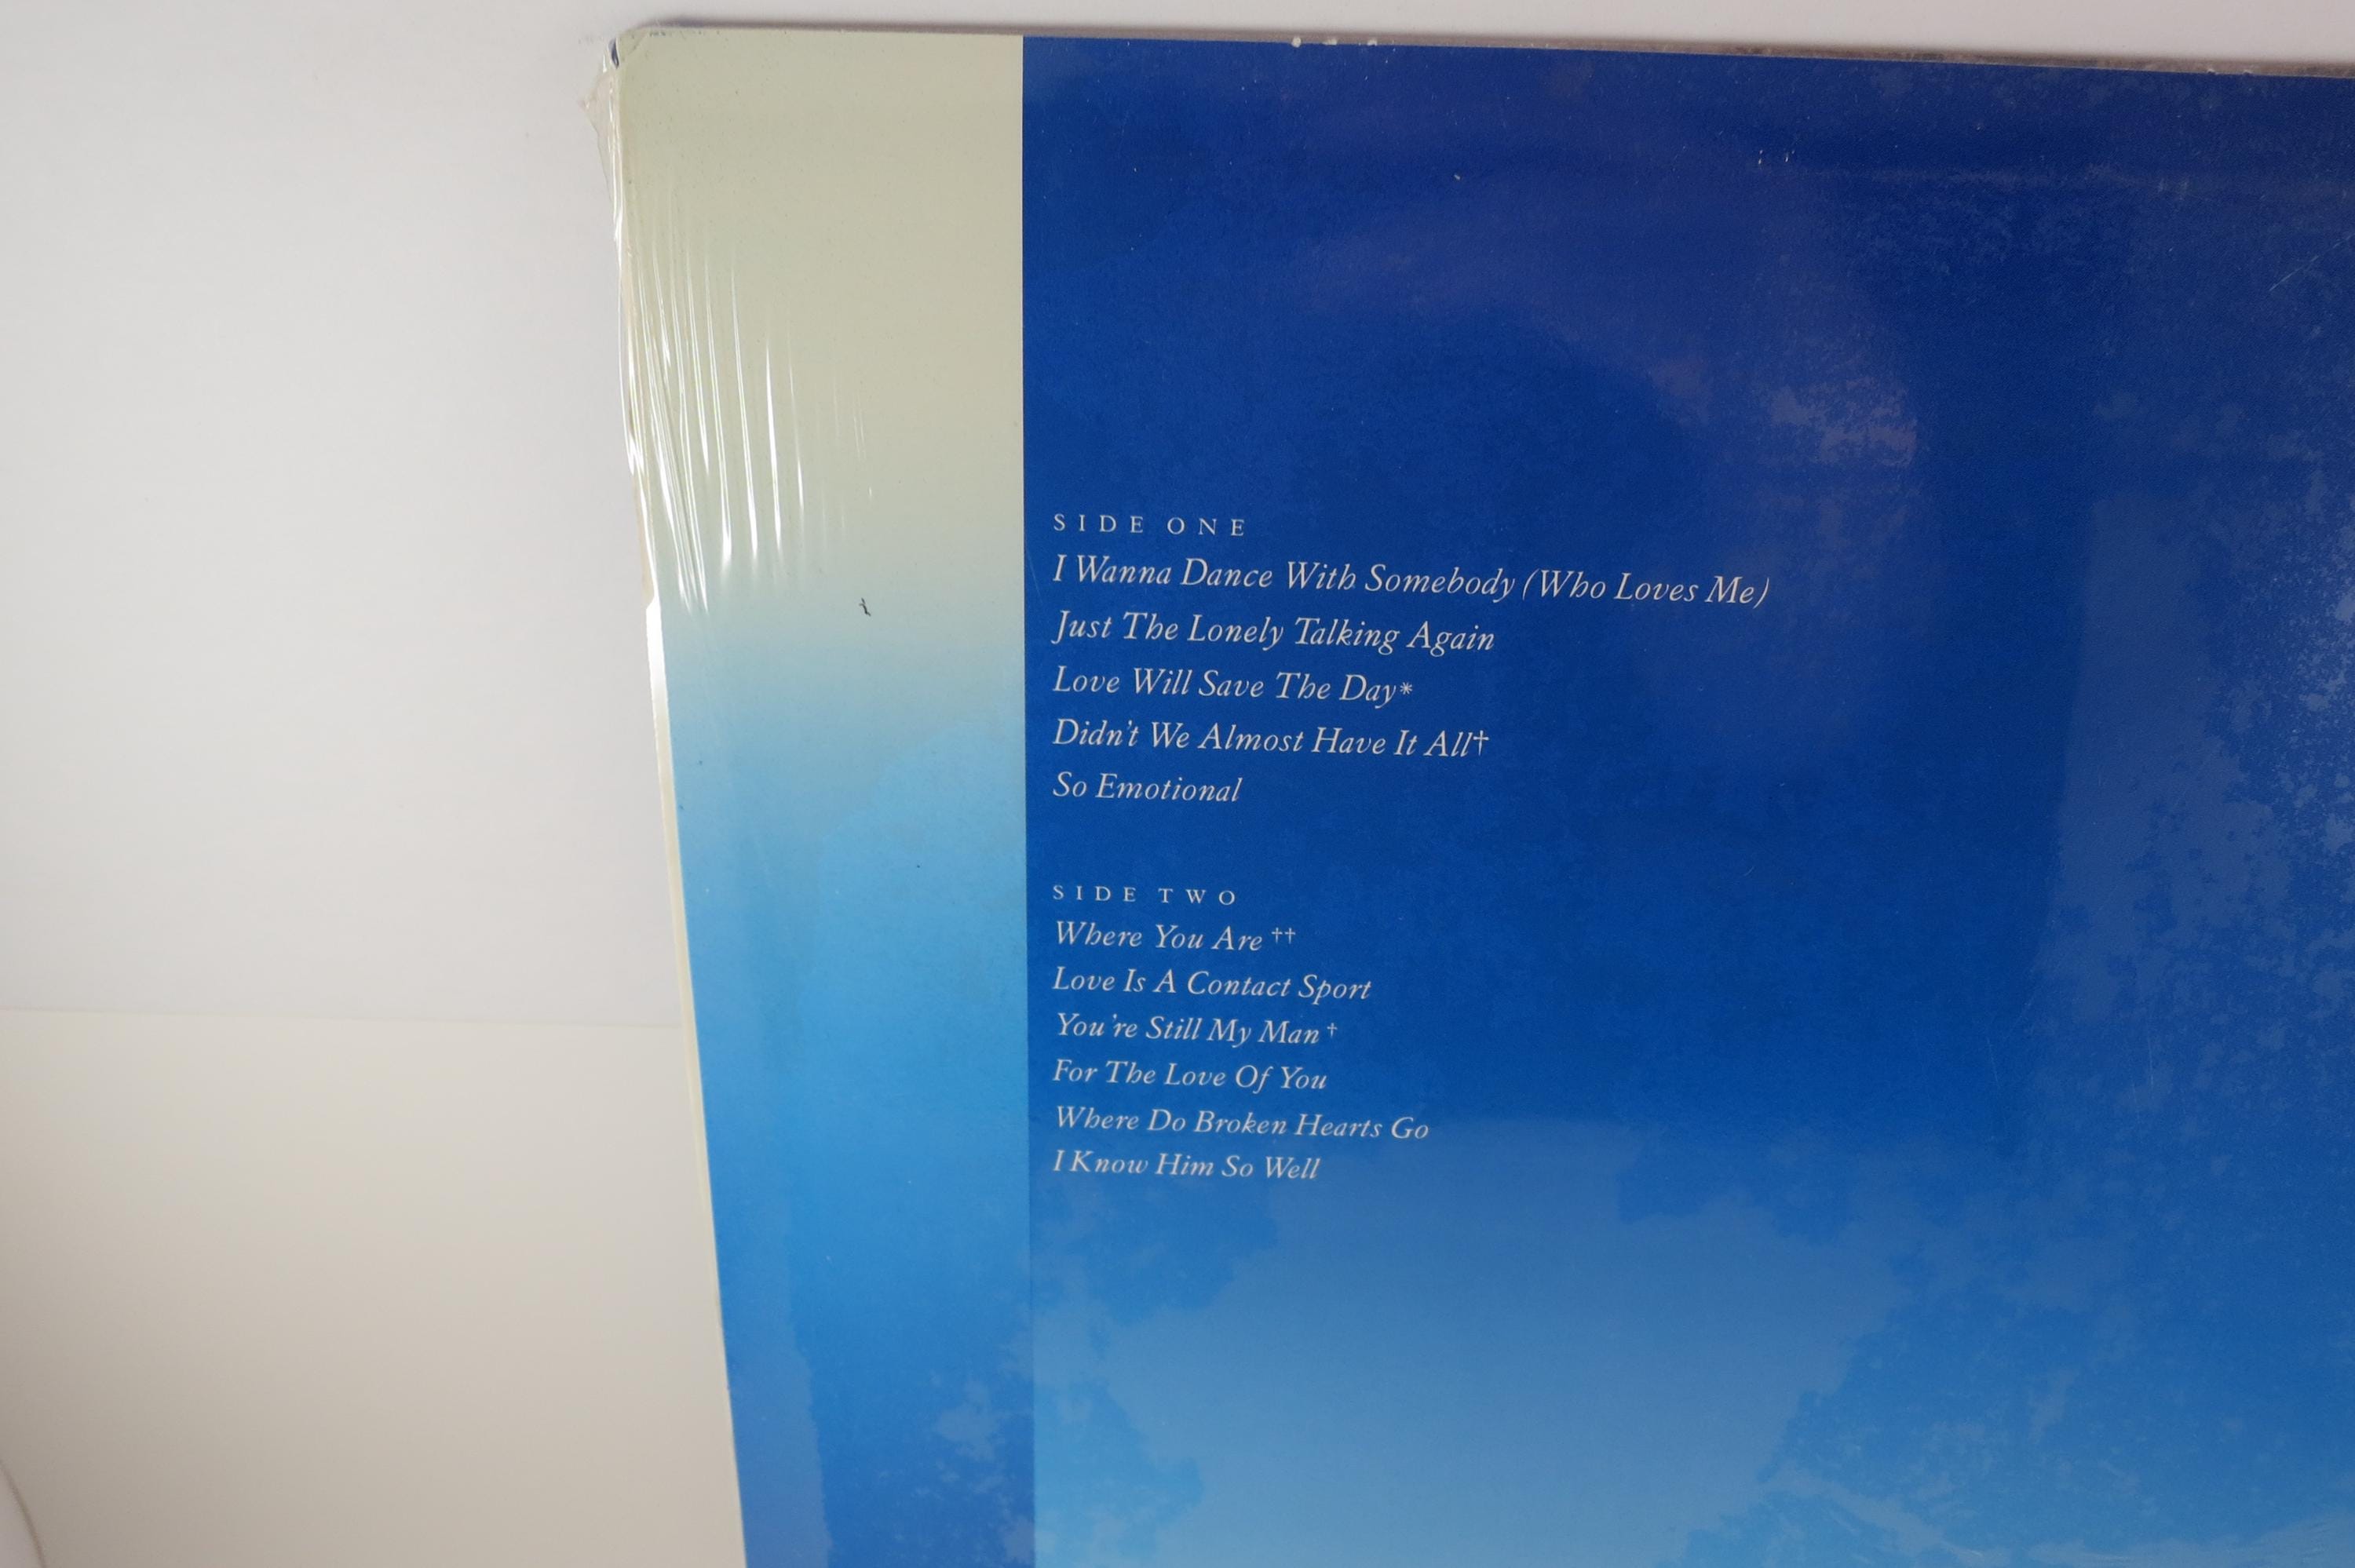 SIDE ONE
I Wanna Dance With Somebody (Who Loves Me)
Just The Lonely Talking Again
Love Will Save The Day*
Didn't We Almost Have It All†
So Emotional
SIDE TWO
Where You Are ††
Love Is A Contact Sport
You're Still My Man †
For The Love Of You
Where Do Broken Hearts Go
I Know Him So Well